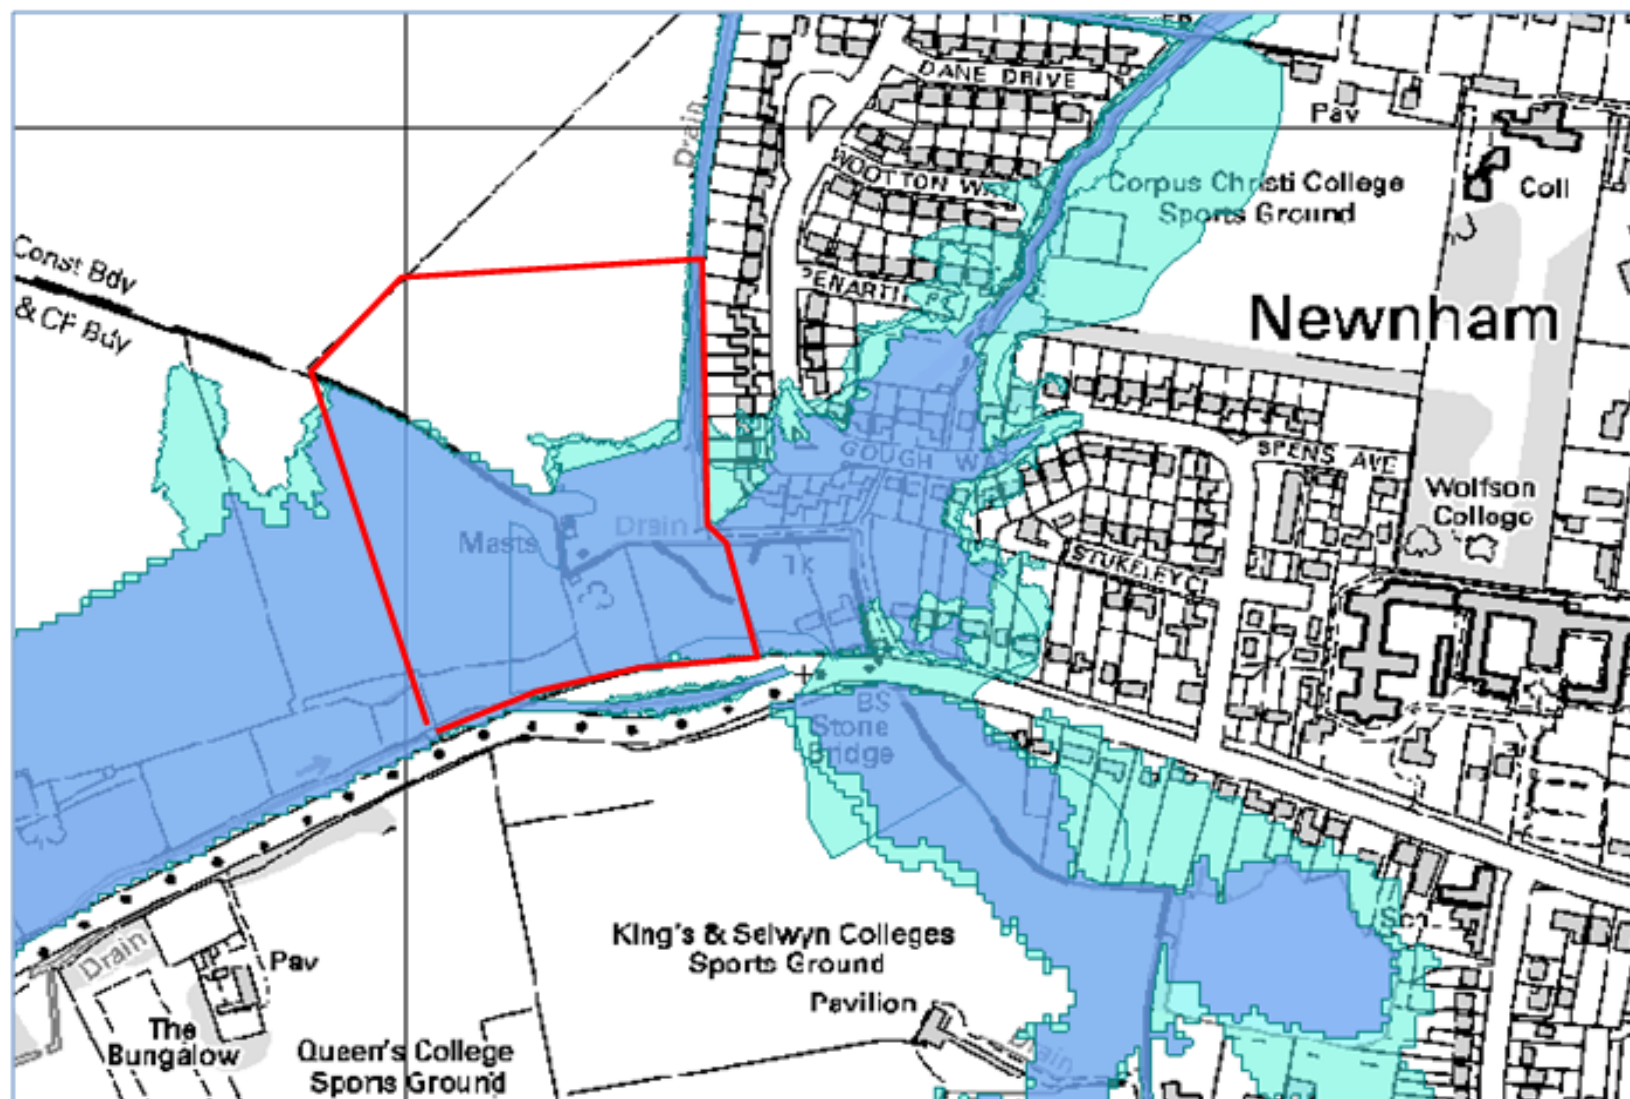 DANE DRIVE
Pav
Drain
WOOTTON WA
Corpus Christi College
Sports Ground
Coll
Const Bdy
& CF Bdy
PENARTH
Newnham
GOUGH WA
SPENS AVE
Wolfson
College
Masts
Drain
Tk
STUKELEY CL
BS
Stone
Bridge
King's & Selwyn Colleges
Sports Ground
Drain
Pav
Pavilion
The
Bungalow
Queen's College
Sports Ground
Drain